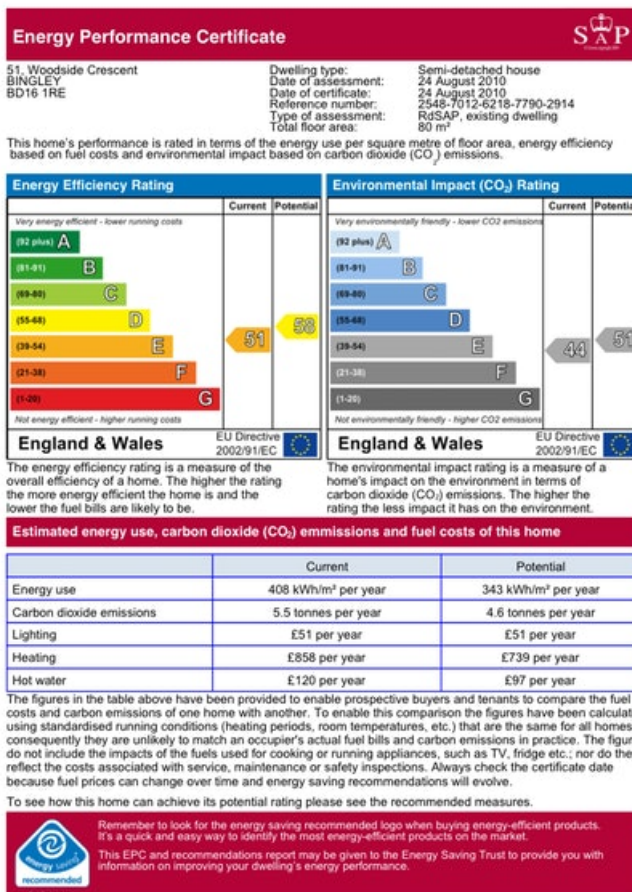 Energy Performance Certificate
SAP
51, Woodside Crescent
BINGLEY
BD16 1RE
Dwelling type: Semi-detached house
Date of assessment: 24 August 2010
Date of certificate: 24 August 2010
Reference number: 2548-7012-6218-7790-2914
Type of assessment: RdSAP, existing dwelling
Total floor area: 80 m²
This home's performance is rated in terms of the energy use per square metre of floor area, energy efficiency
based on fuel costs and environmental impact based on carbon dioxide (CO2) emissions.
Energy Efficiency Rating
Current Potential
Very energy efficient - lower running costs
(92 plus) A
(81-91) B
(69-80) C
(55-68) D
(39-54) E
(21-38) F
(1-20) G
51
58
Not energy efficient - higher running costs
England & Wales
EU Directive
2002/91/EC
Environmental Impact (CO2) Rating
Current Potentia
Very environmentally friendly - lower CO2 emissions
(92 plus) A
(81-91) B
(69-80) C
(55-68) D
(39-54) E
(21-38) F
(1-20) G
44
51
Not environmentally friendly - higher CO2 emissions
England & Wales
EU Directive
2002/91/EC
The energy efficiency rating is a measure of the
overall efficiency of a home. The higher the rating
the more energy efficient the home is and the
lower the fuel bills are likely to be.
The environmental impact rating is a measure of a
home's impact on the environment in terms of
carbon dioxide (CO2) emissions. The higher the
rating the less impact it has on the environment.
Estimated energy use, carbon dioxide (CO2) emmissions and fuel costs of this home
Current Potential
Energy use 408 kWh/m² per year 343 kWh/m² per year
Carbon dioxide emissions 5.5 tonnes per year 4.6 tonnes per year
Lighting £51 per year £51 per year
Heating £858 per year £739 per year
Hot water £120 per year £97 per year
The figures in the table above have been provided to enable prospective buyers and tenants to compare the fuel
costs and carbon emissions of one home with another. To enable this comparison the figures have been calculat
using standardised running conditions (heating periods, room temperatures, etc.) that are the same for all homes
consequently they are unlikely to match an occupier's actual fuel bills and carbon emissions in practice. The figur
do not include the impacts of the fuels used for cooking or running appliances, such as TV, fridge etc.; nor do the
reflect the costs associated with service, maintenance or safety inspections. Always check the certificate date
because fuel prices can change over time and energy saving recommendations will evolve.
To see how this home can achieve its potential rating please see the recommended measures.
energy saving
recommended
Remember to look for the energy saving recommended logo when buying energy-efficient products.
It's a quick and easy way to identify the most energy-efficient products on the market.
This EPC and recommendations report may be given to the Energy Saving Trust to provide you with
information on improving your dwelling's energy performance.